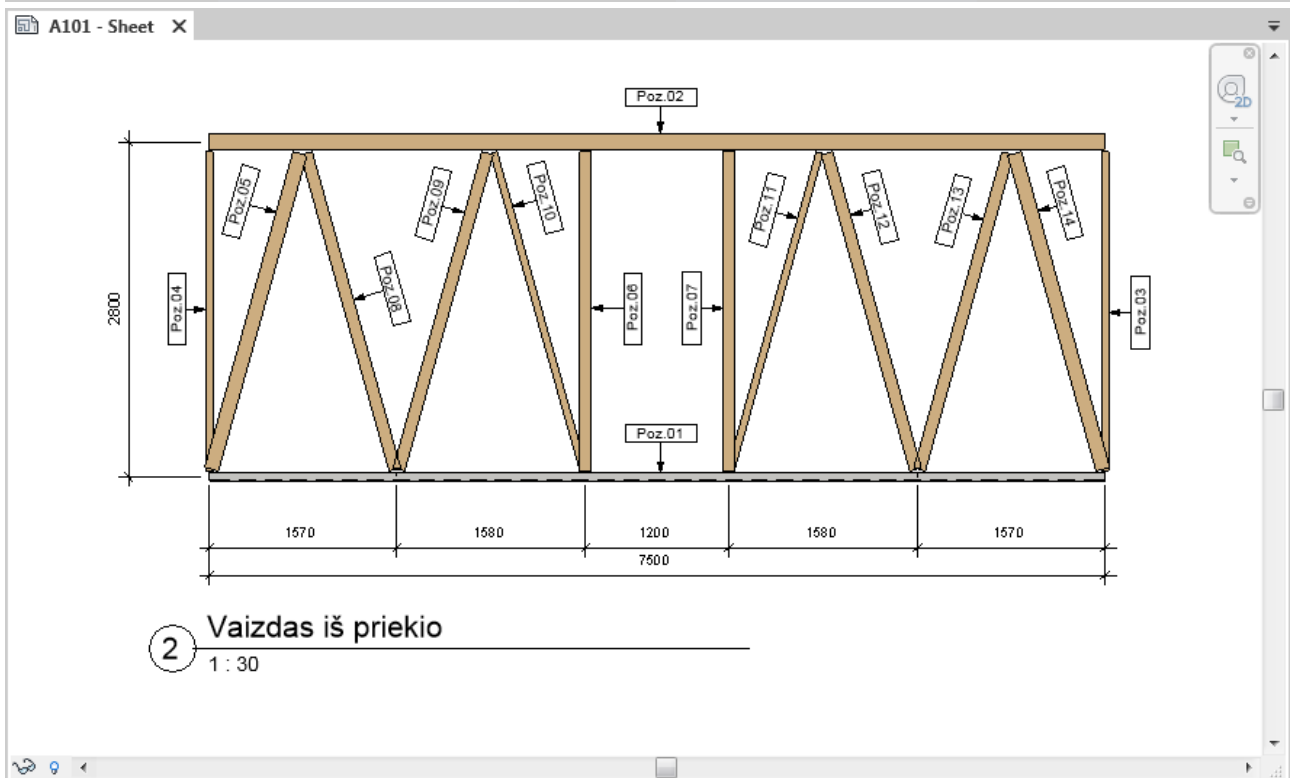 A101 - Sheet
2D
Poz.02
Poz.05
Poz.09
Poz.10
Poz.11
Poz.12
Poz.13
Poz.14
Poz.04
Poz.08
Poz.06
Poz.07
Poz.03
2800
Poz.01
1570 1580 1200 1580 1570
7500
2 Vaizdas iš priekio
1 : 30